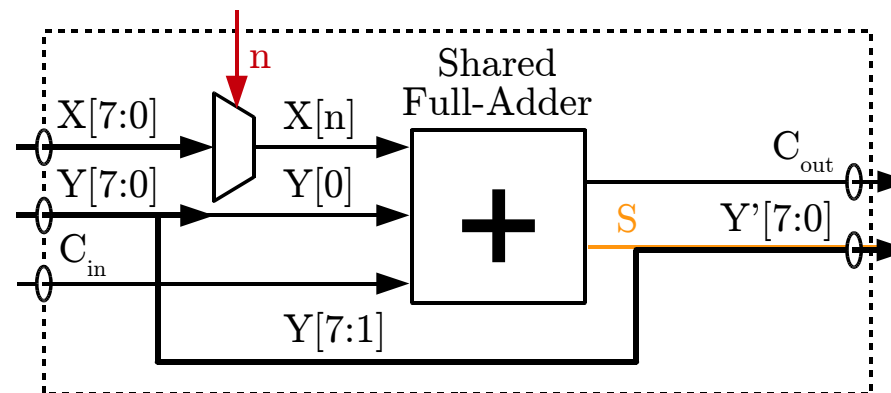 n
Shared
Full-Adder
X[7:0]
X[n]
Y[7:0]
Y[0]
C_in
Y[7:1]
+
S
C_out
Y'[7:0]